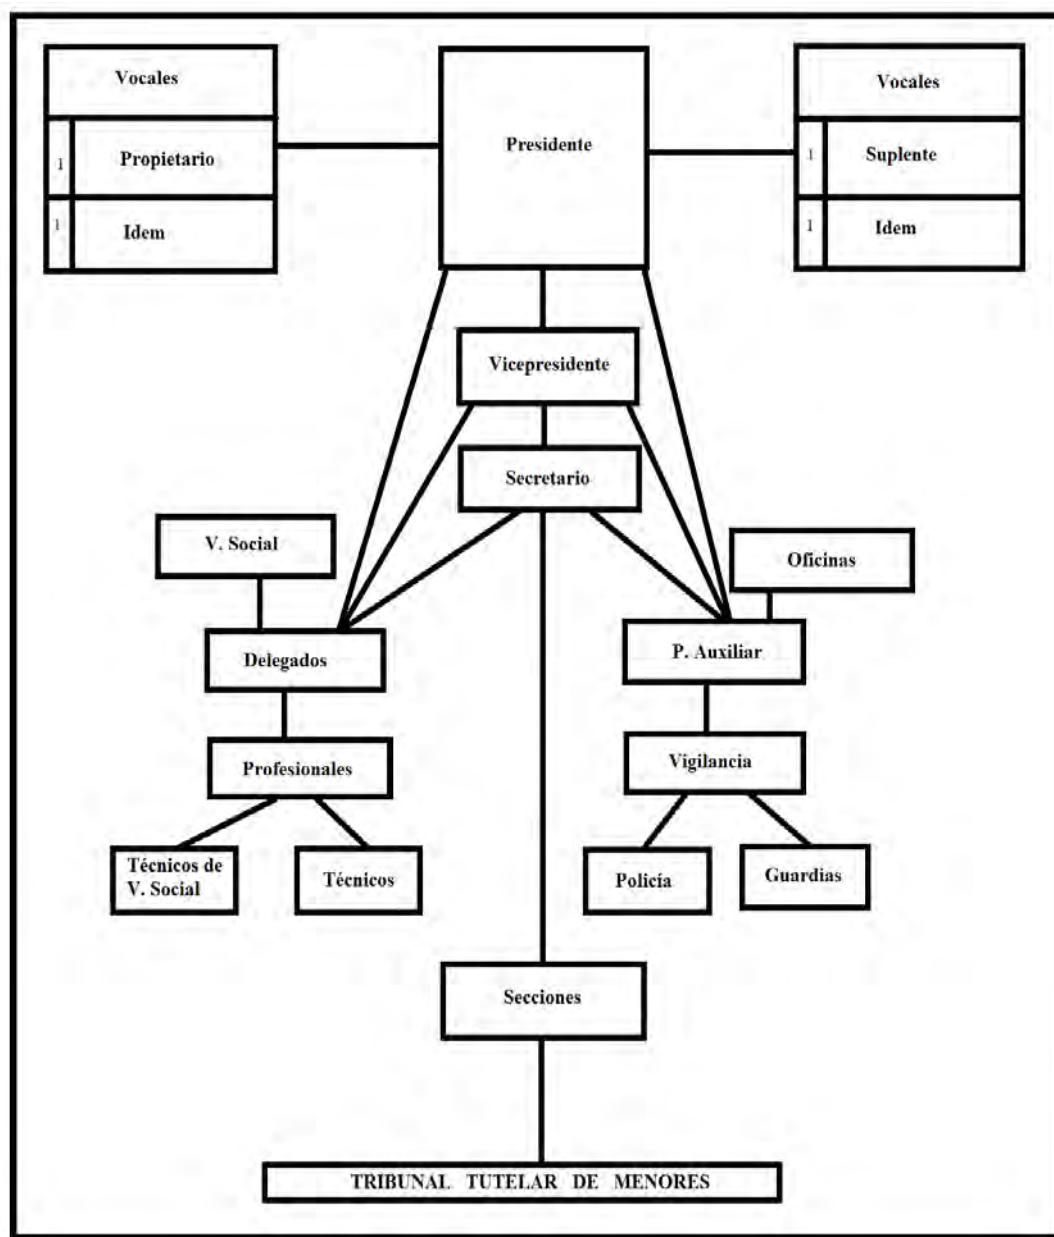 Vocales
1 Propietario
1 Idem
Presidente
Vocales
1 Suplente
1 Idem
Vicepresidente
Secretario
V. Social
Oficinas
Delegados
P. Auxiliar
Profesionales
Vigilancia
Técnicos de
V. Social
Técnicos
Policía
Guardias
Secciones
TRIBUNAL TUTELAR DE MENORES